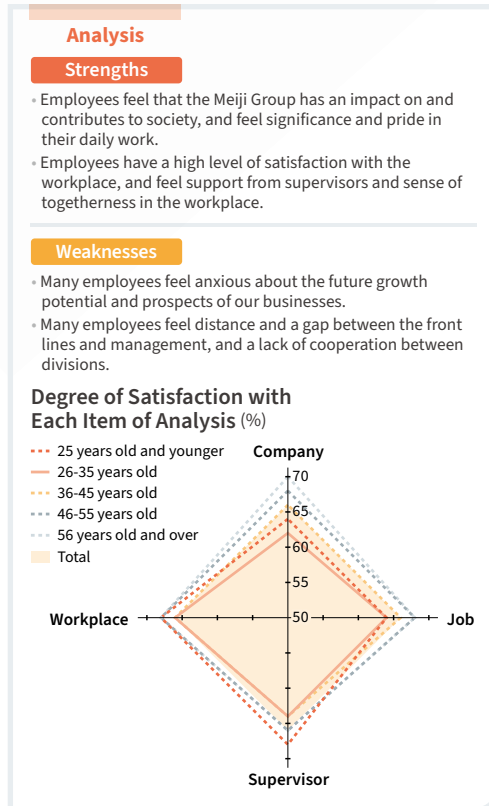 Analysis
Strengths
• Employees feel that the Meiji Group has an impact on and
contributes to society, and feel significance and pride in
their daily work.
• Employees have a high level of satisfaction with the
workplace, and feel support from supervisors and sense of
togetherness in the workplace.
Weaknesses
• Many employees feel anxious about the future growth
potential and prospects of our businesses.
• Many employees feel distance and a gap between the front
lines and management, and a lack of cooperation between
divisions.
Degree of Satisfaction with
Each Item of Analysis (%)
25 years old and younger
26-35 years old
36-45 years old
46-55 years old
56 years old and over
Total
Company
70
65
60
55
50
Workplace
Job
Supervisor